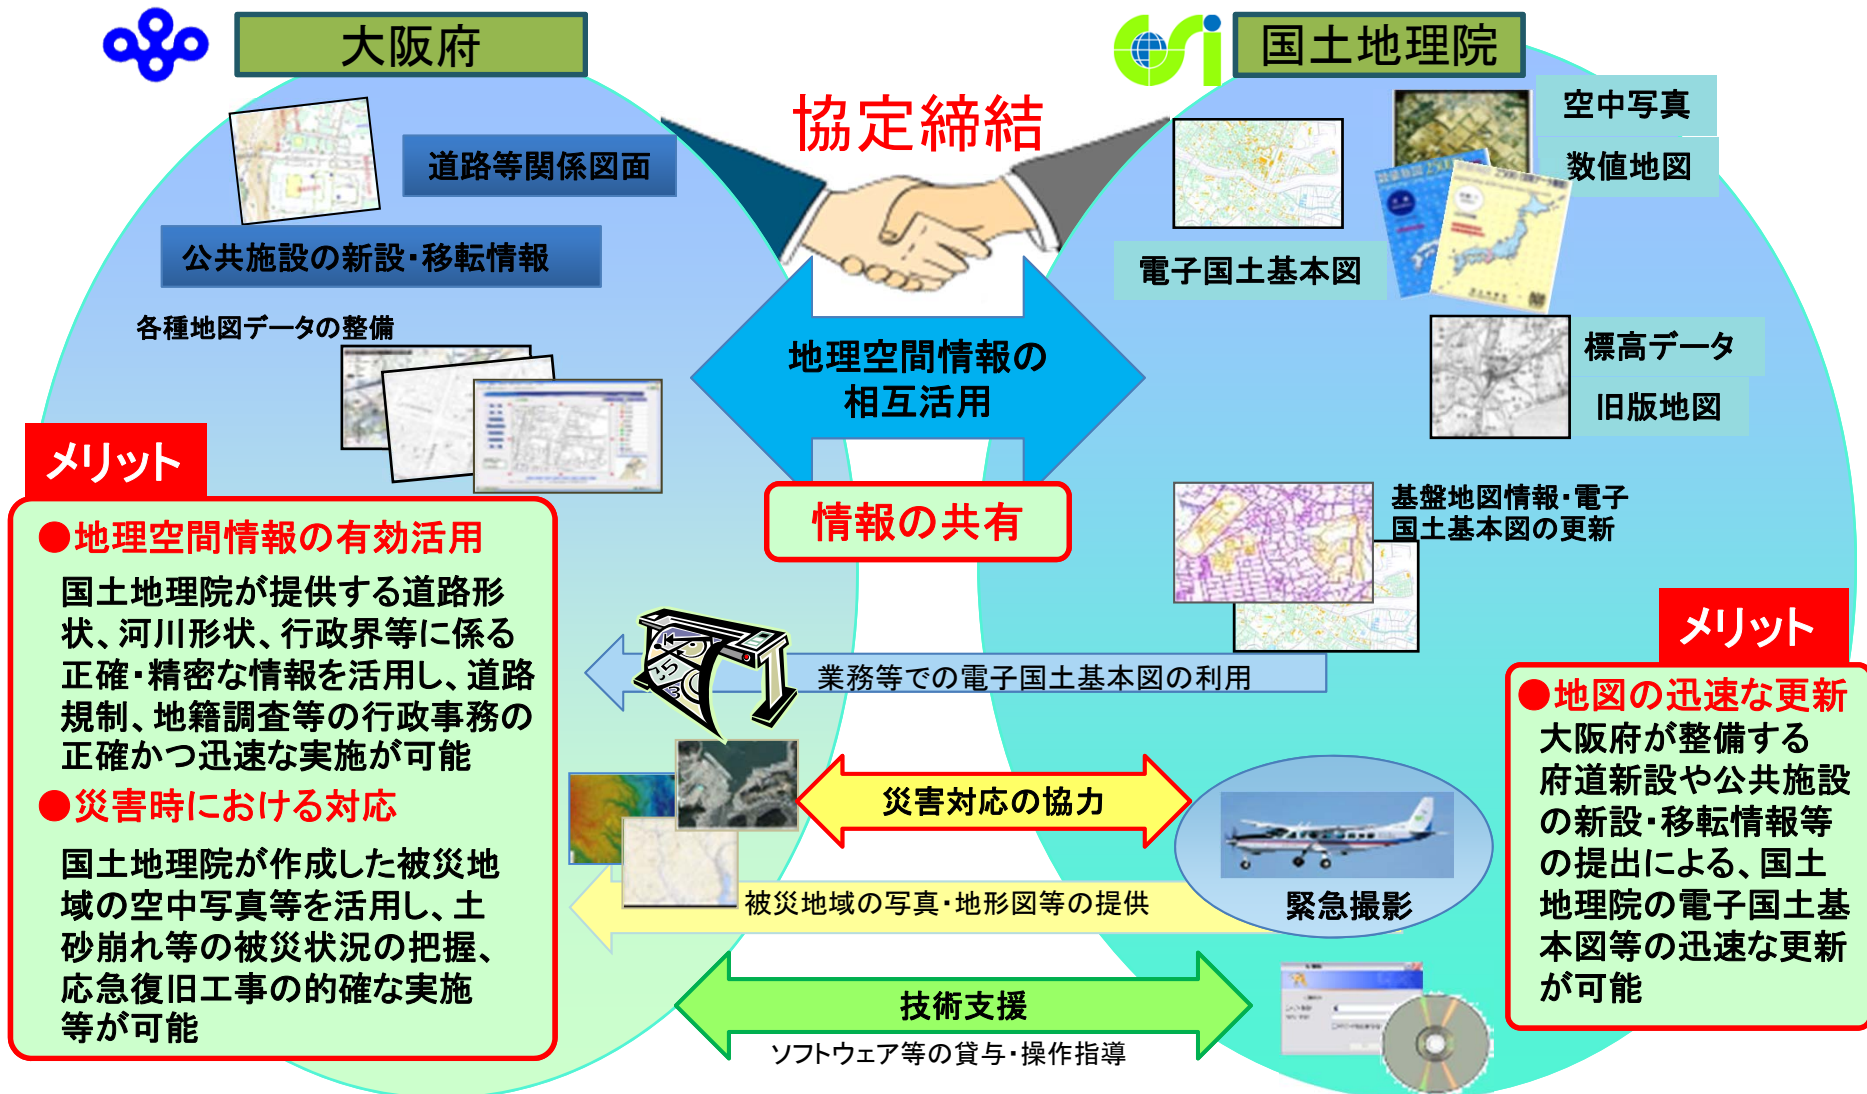 大阪府
国土地理院
協定締結
道路等関係図面
公共施設の新設・移転情報
各種地図データの整備
空中写真
数値地図
電子国土基本図
標高データ
旧版地図
地理空間情報の
相互活用
情報の共有
基盤地図情報・電子
国土基本図の更新
メリット
●地理空間情報の有効活用
国土地理院が提供する道路形
状、河川形状、行政界等に係る
正確・精密な情報を活用し、道路
規制、地籍調査等の行政事務の
正確かつ迅速な実施が可能
●災害時における対応
国土地理院が作成した被災地
域の空中写真等を活用し、土
砂崩れ等の被災状況の把握、
応急復旧工事の的確な実施
等が可能
業務等での電子国土基本図の利用
災害対応の協力
被災地域の写真・地形図等の提供
緊急撮影
技術支援
ソフトウェア等の貸与・操作指導
メリット
●地図の迅速な更新
大阪府が整備する
府道新設や公共施設
の新設・移転情報等
の提出による、国土
地理院の電子国土基
本図等の迅速な更新
が可能